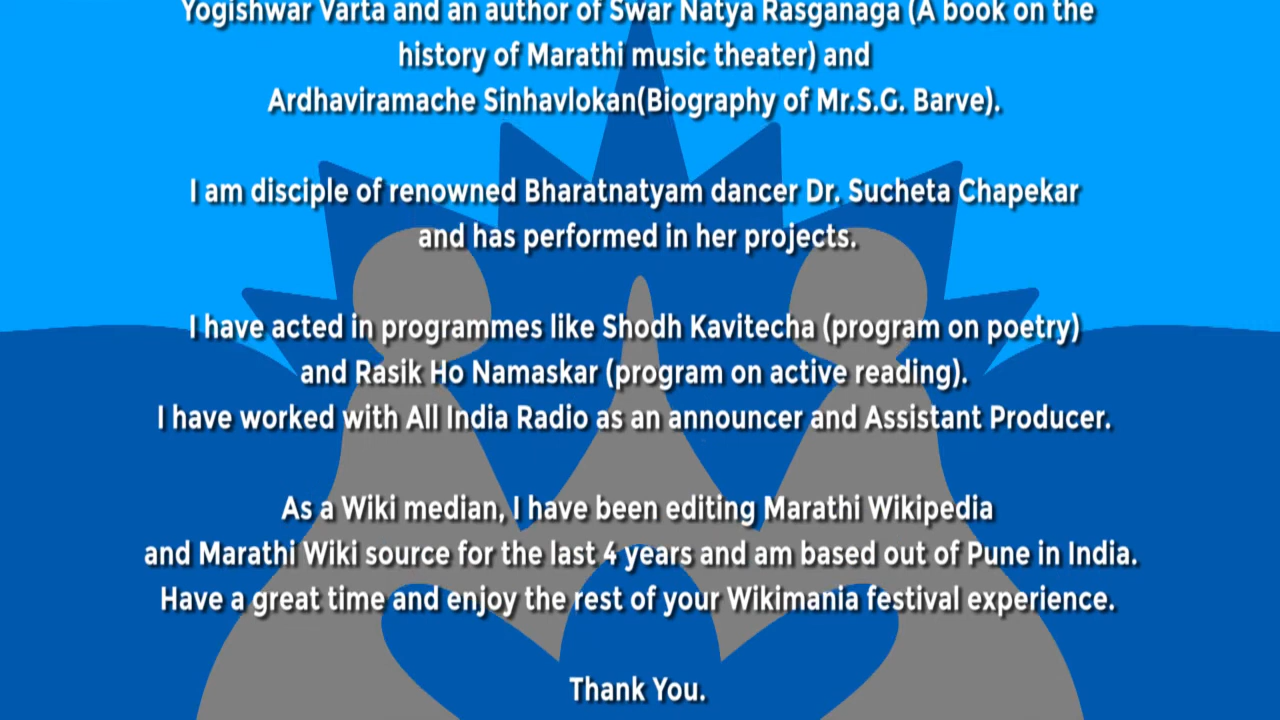 Yogishwar Varta and an author of Swar Natya Rasganaga (A book on the
history of Marathi music theater) and
Ardhaviramache Sinhavlokan(Biography of Mr.S.G. Barve).
I am disciple of renowned Bharatnatyam dancer Dr. Sucheta Chapekar
and has performed in her projects.
I have acted in programmes like Shodh Kavitecha (program on poetry)
and Rasik Ho Namaskar (program on active reading).
I have worked with All India Radio as an announcer and Assistant Producer.
As a Wiki median, I have been editing Marathi Wikipedia
and Marathi Wiki source for the last 4 years and am based out of Pune in India.
Have a great time and enjoy the rest of your Wikimania festival experience.
Thank You.